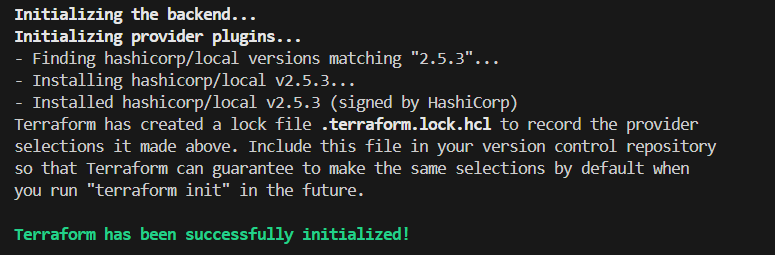 Initializing the backend...
Initializing provider plugins...
- Finding hashicorp/local versions matching "2.5.3"...
- Installing hashicorp/local v2.5.3...
- Installed hashicorp/local v2.5.3 (signed by HashiCorp)
Terraform has created a lock file .terraform.lock.hcl to record the provider
selections it made above. Include this file in your version control repository
so that Terraform can guarantee to make the same selections by default when
you run "terraform init" in the future.
Terraform has been successfully initialized!